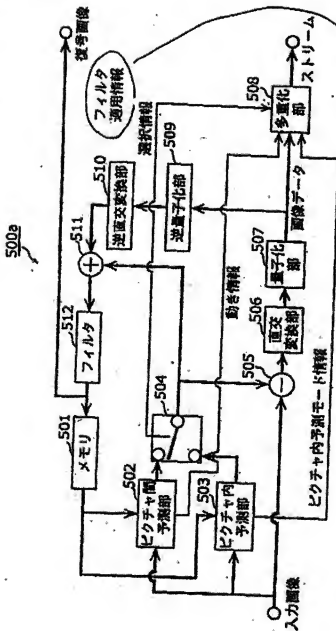 500a
復号画像
フィルタ
適用情報
ストリーム
508
多重化
部
選択情報
509
逆量子化部
510
逆直交変換部
511
512
フィルタ
501
メモリ
504
動き情報
画像データ
507
量子化
部
506
直交
変換部
505
502
ピクチャ間
予測部
503
ピクチャ内
予測部
ピクチャ内予測モード情報
入力画像